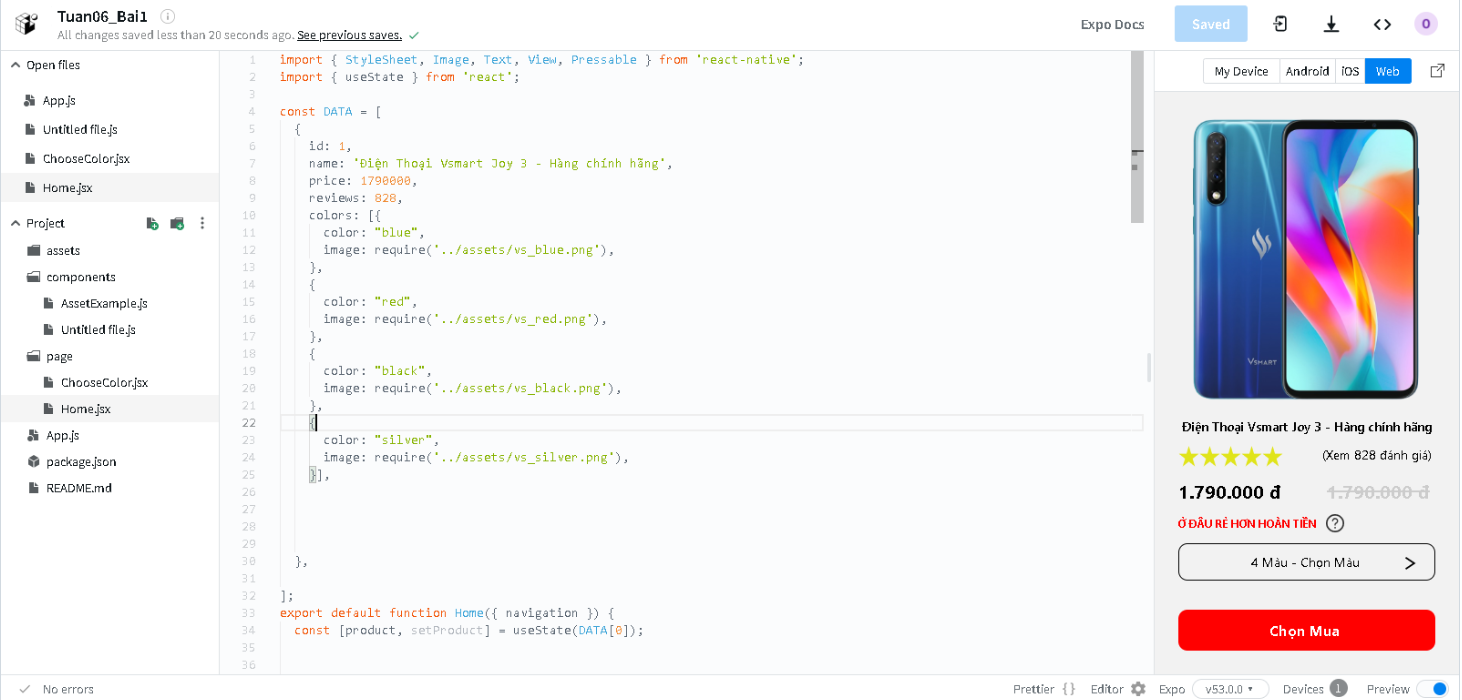 Tuan06_Bai1
All changes saved less than 20 seconds ago. See previous saves.
Expo Docs
Saved
O
Open files
App.js
Untitled file.js
ChooseColor.jsx
Home.jsx
Project
assets
components
AssetExample.js
Untitled file.js
page
ChooseColor.jsx
Home.jsx
App.js
package.json
README.md
1 import { StyleSheet, Image, Text, View, Pressable } from 'react-native';
2 import { useState } from 'react';
3
4 const DATA = [
5 {
6 id: 1,
7 name: 'Điện Thoại Vsmart Joy 3 - Hàng chính hãng',
8 price: 1790000,
9 reviews: 828,
10 colors: [{
11 color: "blue",
12 image: require('../assets/vs_blue.png'),
13 },
14 {
15 color: "red",
16 image: require('../assets/vs_red.png'),
17 },
18 {
19 color: "black",
20 image: require('../assets/vs_black.png'),
21 },
22 {
23 color: "silver",
24 image: require('../assets/vs_silver.png'),
25 }],
26
27
28
29
30 },
31
32 ];
33 export default function Home({ navigation }) {
34 const [product, setProduct] = useState(DATA[0]);
35
36
My Device Android iOS Web
VSMART
Điện Thoại Vsmart Joy 3 - Hàng chính hãng
(Xem 828 đánh giá)
1.790.000 đ 1.790.000 đ
Ở ĐÂU RẺ HƠN HOÀN TIỀN ?
4 Màu - Chọn Màu
Chọn Mua
No errors
Prettier {} Editor Expo v53.0.0 Devices 1 Preview